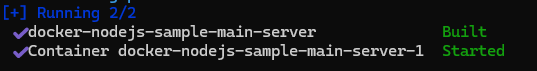 [+] Running 2/2
✔docker-nodejs-sample-main-server Built
✔Container docker-nodejs-sample-main-server-1 Started